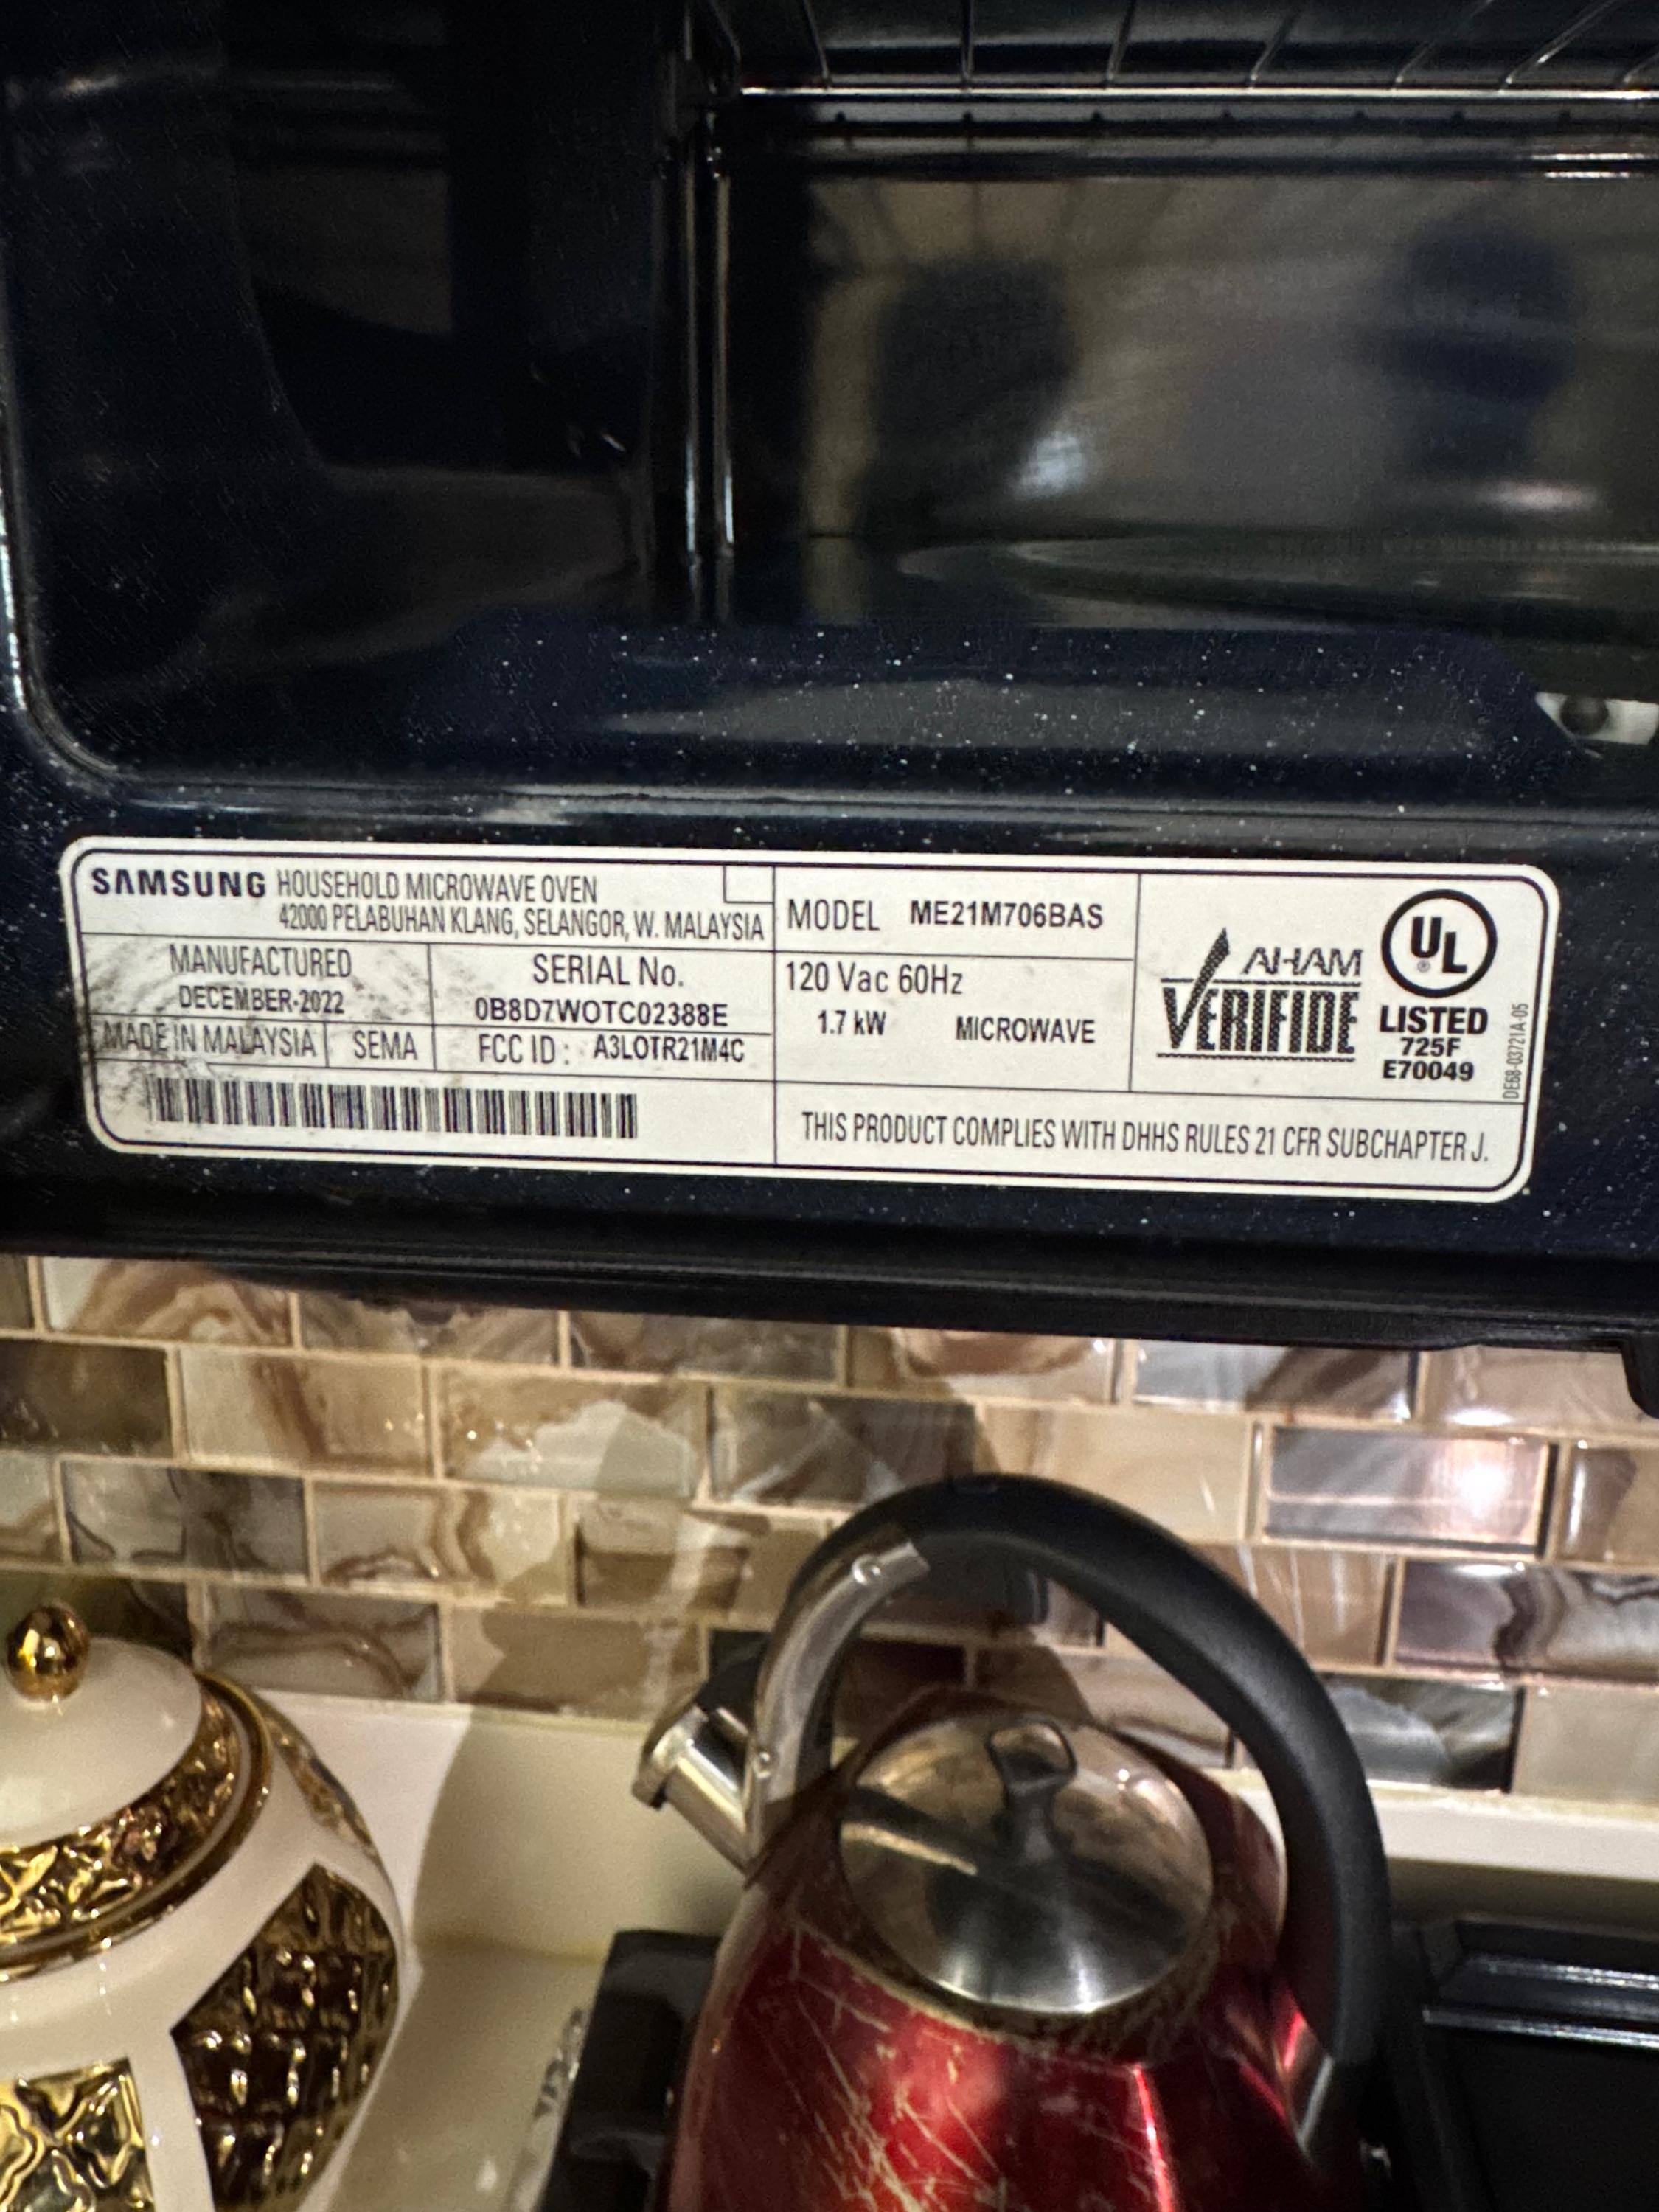 SAMSUNG HOUSEHOLD MICROWAVE OVEN
42000 PELABUHAN KLANG, SELANGOR, W. MALAYSIA
MANUFACTURED
DECEMBER-2022
SERIAL No.
0B8D7WOTC02388E
MADE IN MALAYSIA
SEMA
FCC ID : A3LOTR21M4C
MODEL ME21M706BAS
120 Vac 60Hz
1.7 kW MICROWAVE
AHAM
VERIFIDE
UL
®
LISTED
725F
E70049
DE68-03721A-05
THIS PRODUCT COMPLIES WITH DHHS RULES 21 CFR SUBCHAPTER J.